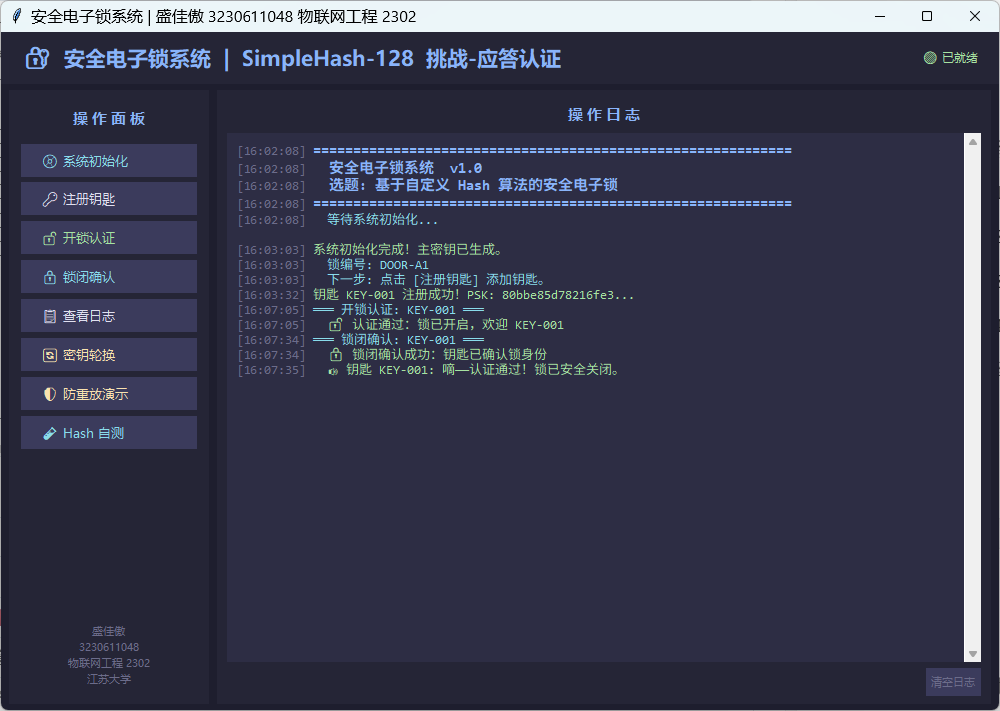 安全电子锁系统 | 盛佳傲 3230611048 物联网工程 2302
安全电子锁系统 | SimpleHash-128 挑战-应答认证
已就绪
操作面板
系统初始化
注册钥匙
开锁认证
锁闭确认
查看日志
密钥轮换
防重放演示
Hash 自测
盛佳傲
3230611048
物联网工程 2302
江苏大学
操作日志
[16:02:08] ============================================================
[16:02:08] 安全电子锁系统 v1.0
[16:02:08] 选题: 基于自定义 Hash 算法的安全电子锁
[16:02:08] ============================================================
[16:02:08] 等待系统初始化...
[16:03:03] 系统初始化完成! 主密钥已生成。
[16:03:03] 锁编号: DOOR-A1
[16:03:03] 下一步: 点击 [注册钥匙] 添加钥匙。
[16:03:32] 钥匙 KEY-001 注册成功! PSK: 80bbe85d78216fe3...
[16:07:05] ═══ 开锁认证: KEY-001 ═══
[16:07:05] 认证通过: 锁已开启，欢迎 KEY-001
[16:07:34] ═══ 锁闭确认: KEY-001 ═══
[16:07:34] 锁闭确认成功: 钥匙已确认锁身份
[16:07:35] 钥匙 KEY-001: 嘀——认证通过! 锁已安全关闭。
清空日志